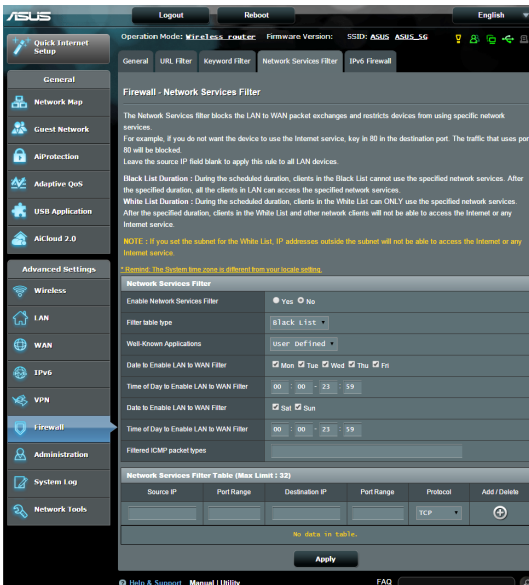 ASUS
Logout
Reboot
English
Quick Internet
Setup
Operation Mode: Wireless router Firmware Version: SSID: ASUS ASUS_5G
General
URL Filter
Keyword Filter
Network Services Filter
IPv6 Firewall
General
Network Map
Guest Network
AiProtection
Adaptive QoS
USB Application
AiCloud 2.0
Advanced Settings
Wireless
LAN
WAN
IPv6
VPN
Firewall
Administration
System Log
Network Tools
Firewall - Network Services Filter
The Network Services filter blocks the LAN to WAN packet exchanges and restricts devices from using specific network
services.
For example, if you do not want the device to use the Internet service, key in 80 in the destination port. The traffic that uses port
80 will be blocked.
Leave the source IP field blank to apply this rule to all LAN devices.
Black List Duration : During the scheduled duration, clients in the Black List cannot use the specified network services. After
the specified duration, all the clients in LAN can access the specified network services.
White List Duration : During the scheduled duration, clients in the White List can ONLY use the specified network services.
After the specified duration, clients in the White List and other network clients will not be able to access the Internet or any
Internet service.
NOTE : If you set the subnet for the White List, IP addresses outside the subnet will not be able to access the Internet or any
Internet service.
* Remind: The System time zone is different from your locale setting.
Network Services Filter
Enable Network Services Filter Yes No
Filter table type Black List
Well-Known Applications User Defined
Date to Enable LAN to WAN Filter Mon Tue Wed Thu Fri
Time of Day to Enable LAN to WAN Filter 00 : 00 - 23 : 59
Date to Enable LAN to WAN Filter Sat Sun
Time of Day to Enable LAN to WAN Filter 00 : 00 - 23 : 59
Filtered ICMP packet types
Network Services Filter Table (Max Limit : 32)
Source IP Port Range Destination IP Port Range Protocol Add / Delete
TCP
No data in table.
Apply
Help & Support Manual | Utility FAQ